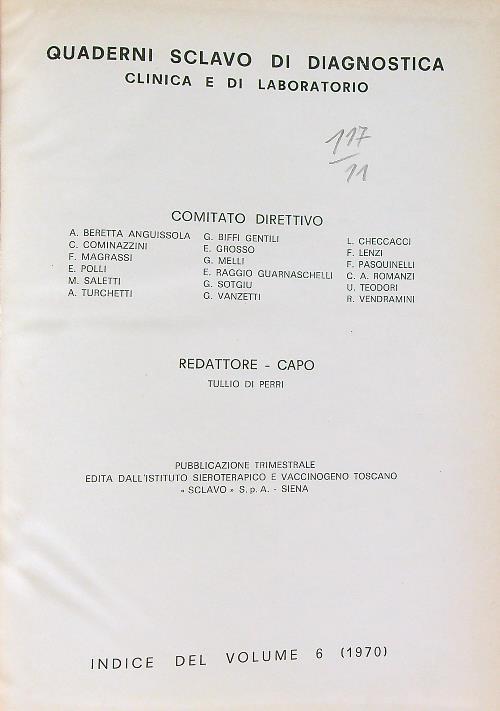 QUADERNI SCLAVO DI DIAGNOSTICA
CLINICA E DI LABORATORIO
117
11
COMITATO DIRETTIVO
A. BERETTA ANGUISSOLA
C. COMINAZZINI
F. MAGRASSI
E. POLLI
M. SALETTI
A. TURCHETTI
G. BIFFI GENTILI
E. GROSSO
G. MELLI
E. RAGGIO GUARNASCHELLI
G. SOTGIU
G. VANZETTI
L. CHECCACCI
F. LENZI
F. PASQUINELLI
C. A. ROMANZI
U. TEODORI
R. VENDRAMINI
REDATTORE - CAPO
TULLIO DI PERRI
PUBBLICAZIONE TRIMESTRALE
EDITA DALL'ISTITUTO SIEROTERAPICO E VACCINOGENO TOSCANO
« SCLAVO » S.p.A. - SIENA
INDICE DEL VOLUME 6 (1970)